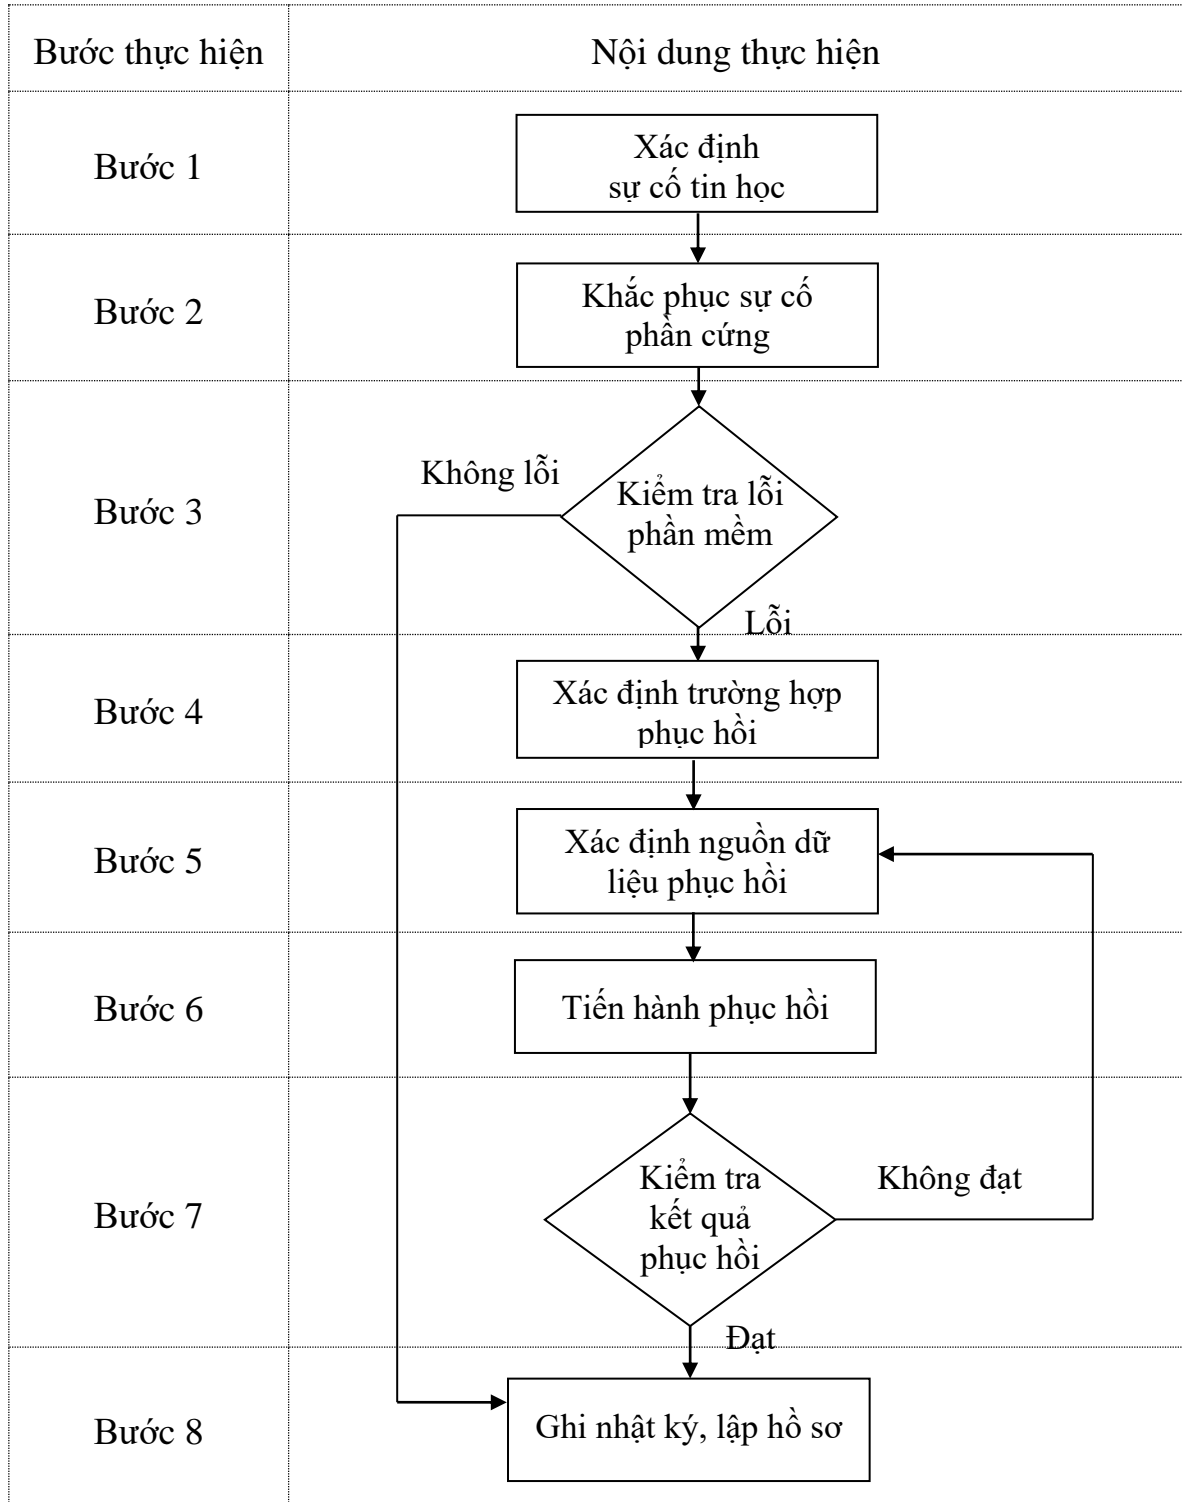 Bước thực hiện
Nội dung thực hiện
Bước 1
Xác định
sự cố tin học
Bước 2
Khắc phục sự cố
phần cứng
Bước 3
Không lỗi
Kiểm tra lỗi
phần mềm
Lỗi
Bước 4
Xác định trường hợp
phục hồi
Bước 5
Xác định nguồn dữ
liệu phục hồi
Bước 6
Tiến hành phục hồi
Bước 7
Kiểm tra
kết quả
phục hồi
Không đạt
Đạt
Bước 8
Ghi nhật ký, lập hồ sơ